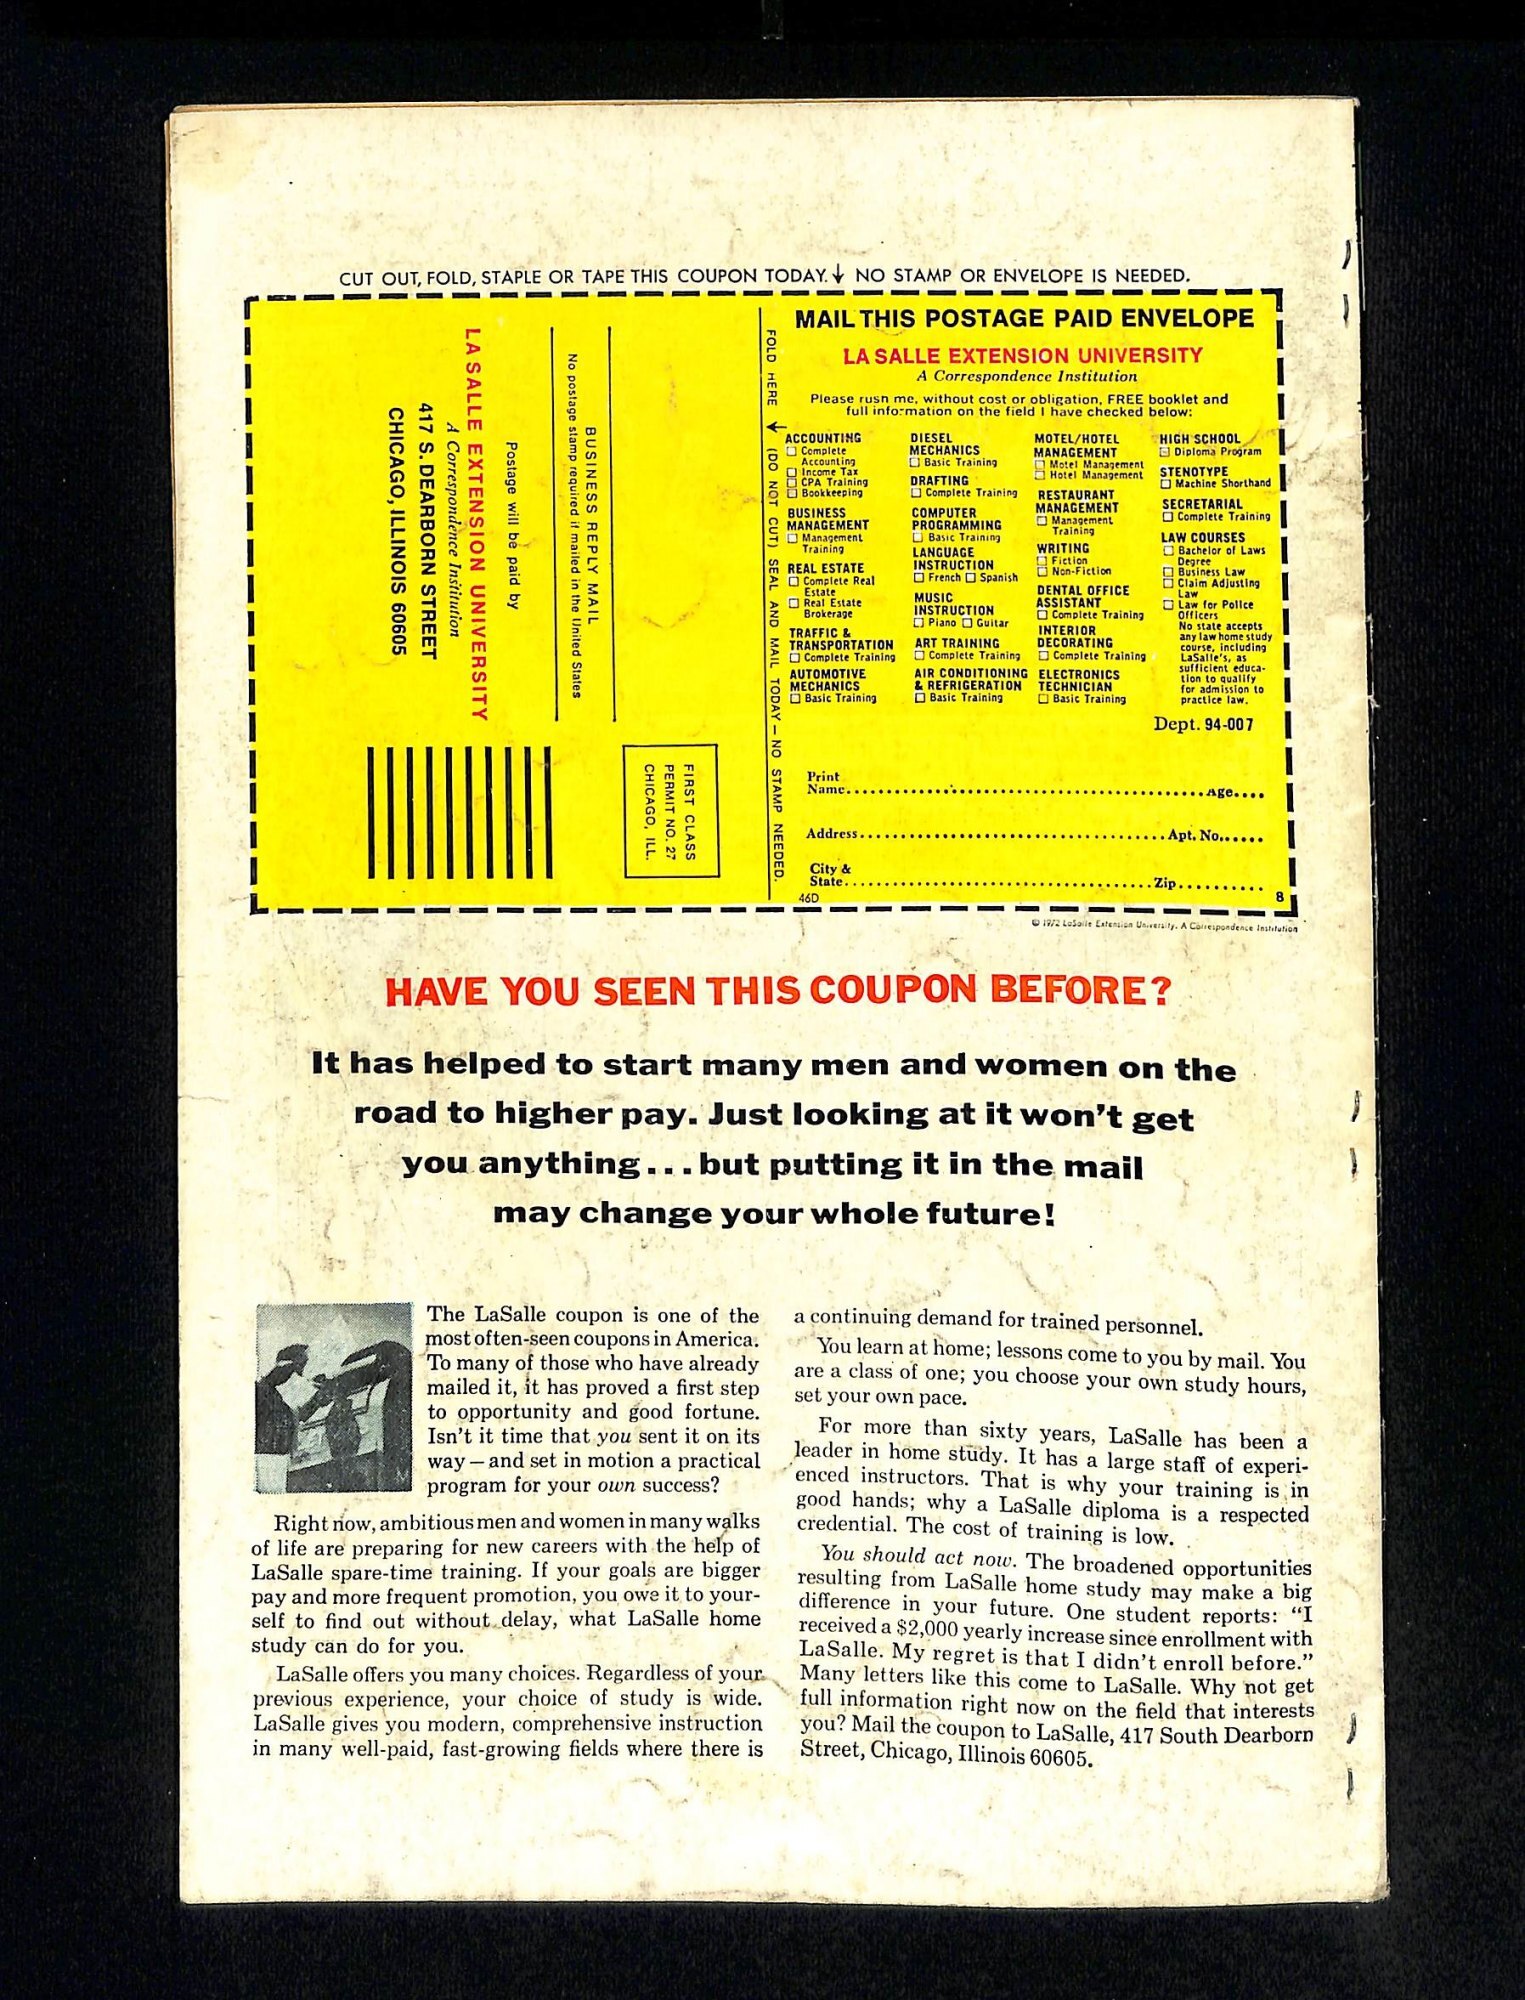 CUT OUT, FOLD, STAPLE OR TAPE THIS COUPON TODAY. ↓ NO STAMP OR ENVELOPE IS NEEDED.
BUSINESS REPLY MAIL
No postage stamp required if mailed in the United States
Postage will be paid by
LA SALLE EXTENSION UNIVERSITY
A Correspondence Institution
417 S. DEARBORN STREET
CHICAGO, ILLINOIS 60605
FIRST CLASS
PERMIT NO. 27
CHICAGO, ILL.
FOLD HERE ← (DO NOT CUT) SEAL AND MAIL TODAY — NO STAMP NEEDED.
MAIL THIS POSTAGE PAID ENVELOPE
LA SALLE EXTENSION UNIVERSITY
A Correspondence Institution
Please rush me, without cost or obligation, FREE booklet and
full information on the field I have checked below:
ACCOUNTING
☐ Complete
Accounting
☐ Income Tax
☐ CPA Training
☐ Bookkeeping
BUSINESS
MANAGEMENT
☐ Management
Training
REAL ESTATE
☐ Complete Real
Estate
☐ Real Estate
Brokerage
TRAFFIC &
TRANSPORTATION
☐ Complete Training
AUTOMOTIVE
MECHANICS
☐ Basic Training
DIESEL
MECHANICS
☐ Basic Training
DRAFTING
☐ Complete Training
COMPUTER
PROGRAMMING
☐ Basic Training
LANGUAGE
INSTRUCTION
☐ French ☐ Spanish
MUSIC
INSTRUCTION
☐ Piano ☐ Guitar
ART TRAINING
☐ Complete Training
AIR CONDITIONING
& REFRIGERATION
☐ Basic Training
MOTEL/HOTEL
MANAGEMENT
☐ Motel Management
☐ Hotel Management
RESTAURANT
MANAGEMENT
☐ Management
Training
WRITING
☐ Fiction
☐ Non-Fiction
DENTAL OFFICE
ASSISTANT
☐ Complete Training
INTERIOR
DECORATING
☐ Complete Training
ELECTRONICS
TECHNICIAN
☐ Basic Training
HIGH SCHOOL
☐ Diploma Program
STENOTYPE
☐ Machine Shorthand
SECRETARIAL
☐ Complete Training
LAW COURSES
☐ Bachelor of Laws
Degree
☐ Business Law
☐ Claim Adjusting
Law
☐ Law for Police
Officers
No state accepts
any law home study
course, including
LaSalle's, as
sufficient educa-
tion to qualify
for admission to
practice law.
Dept. 94-007
Print
Name Age
Address Apt. No.
City &
State Zip
46D 8
© 1972 LaSalle Extension University. A Correspondence Institution
HAVE YOU SEEN THIS COUPON BEFORE?
It has helped to start many men and women on the
road to higher pay. Just looking at it won't get
you anything...but putting it in the mail
may change your whole future!
The LaSalle coupon is one of the
most often-seen coupons in America.
To many of those who have already
mailed it, it has proved a first step
to opportunity and good fortune.
Isn't it time that you sent it on its
way — and set in motion a practical
program for your own success?
Right now, ambitious men and women in many walks
of life are preparing for new careers with the help of
LaSalle spare-time training. If your goals are bigger
pay and more frequent promotion, you owe it to your-
self to find out without delay, what LaSalle home
study can do for you.
LaSalle offers you many choices. Regardless of your
previous experience, your choice of study is wide.
LaSalle gives you modern, comprehensive instruction
in many well-paid, fast-growing fields where there is
a continuing demand for trained personnel.
You learn at home; lessons come to you by mail. You
are a class of one; you choose your own study hours,
set your own pace.
For more than sixty years, LaSalle has been a
leader in home study. It has a large staff of experi-
enced instructors. That is why your training is in
good hands; why a LaSalle diploma is a respected
credential. The cost of training is low.
You should act now. The broadened opportunities
resulting from LaSalle home study may make a big
difference in your future. One student reports: "I
received a $2,000 yearly increase since enrollment with
LaSalle. My regret is that I didn't enroll before."
Many letters like this come to LaSalle. Why not get
full information right now on the field that interests
you? Mail the coupon to LaSalle, 417 South Dearborn
Street, Chicago, Illinois 60605.